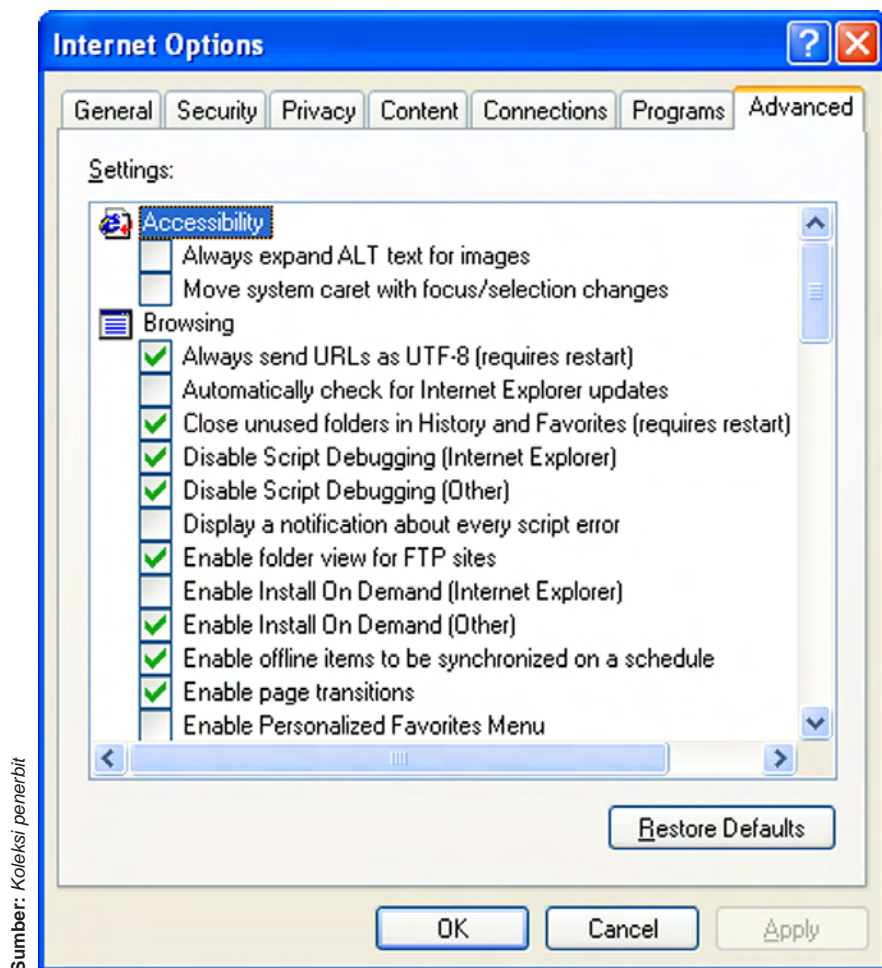 Internet Options
General Security Privacy Content Connections Programs Advanced
Settings:
Accessibility
Always expand ALT text for images
Move system caret with focus/selection changes
Browsing
Always send URLs as UTF-8 (requires restart)
Automatically check for Internet Explorer updates
Close unused folders in History and Favorites (requires restart)
Disable Script Debugging (Internet Explorer)
Disable Script Debugging (Other)
Display a notification about every script error
Enable folder view for FTP sites
Enable Install On Demand (Internet Explorer)
Enable Install On Demand (Other)
Enable offline items to be synchronized on a schedule
Enable page transitions
Enable Personalized Favorites Menu
Restore Defaults
OK Cancel Apply
Sumber: Koleksi penerbit